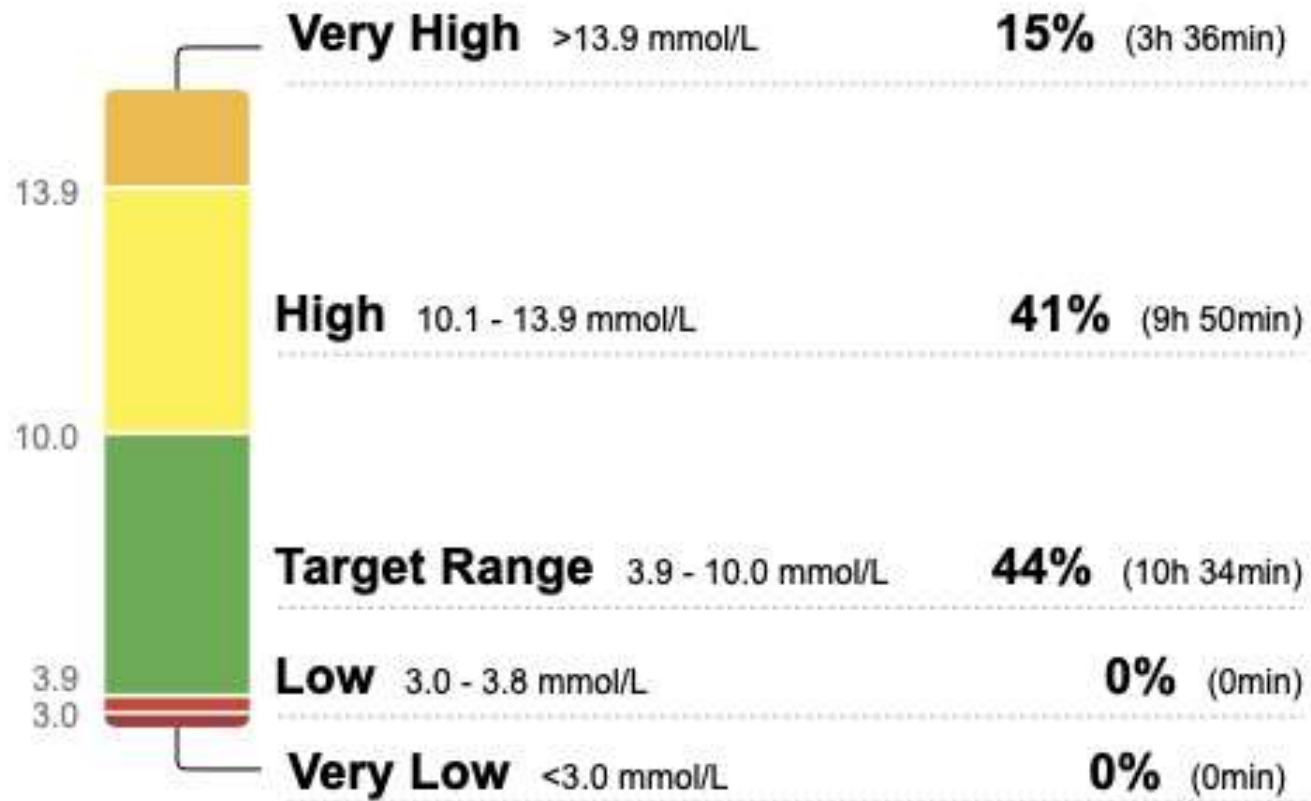 Very High >13.9 mmol/L 15% (3h 36min)
13.9
High 10.1 - 13.9 mmol/L 41% (9h 50min)
10.0
Target Range 3.9 - 10.0 mmol/L 44% (10h 34min)
3.9
Low 3.0 - 3.8 mmol/L 0% (0min)
3.0
Very Low <3.0 mmol/L 0% (0min)